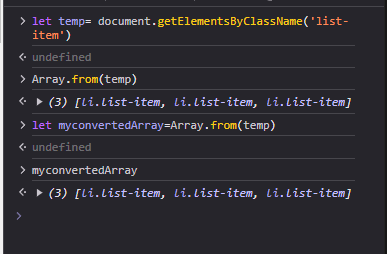 > let temp= document.getElementsByClassName('list-
item')
<· undefined
> Array.from(temp)
<· ▶ (3) [li.list-item, li.list-item, li.list-item]
> let myconvertedArray=Array.from(temp)
<· undefined
> myconvertedArray
<· ▶ (3) [li.list-item, li.list-item, li.list-item]
>